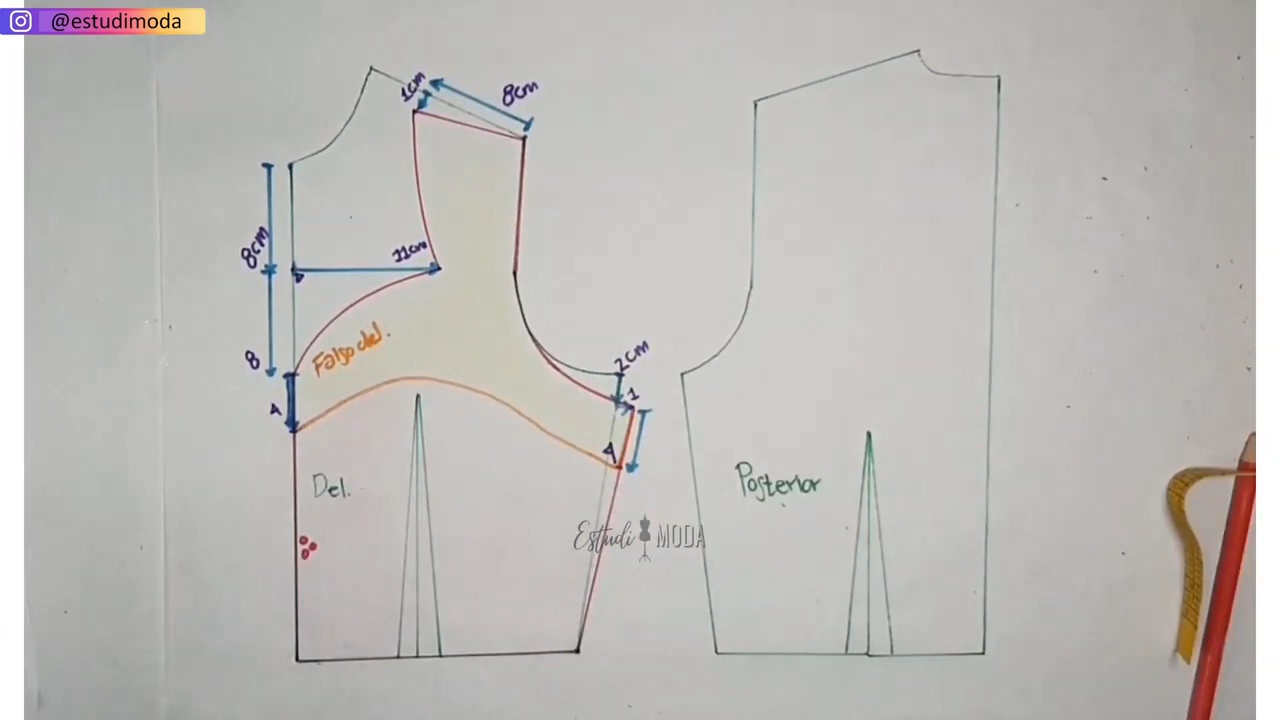 @estudimoda
1cm
8cm
8cm
11cm
8
Falso del.
2cm
1
4
4
Del.
Posterior
Estudi MODA